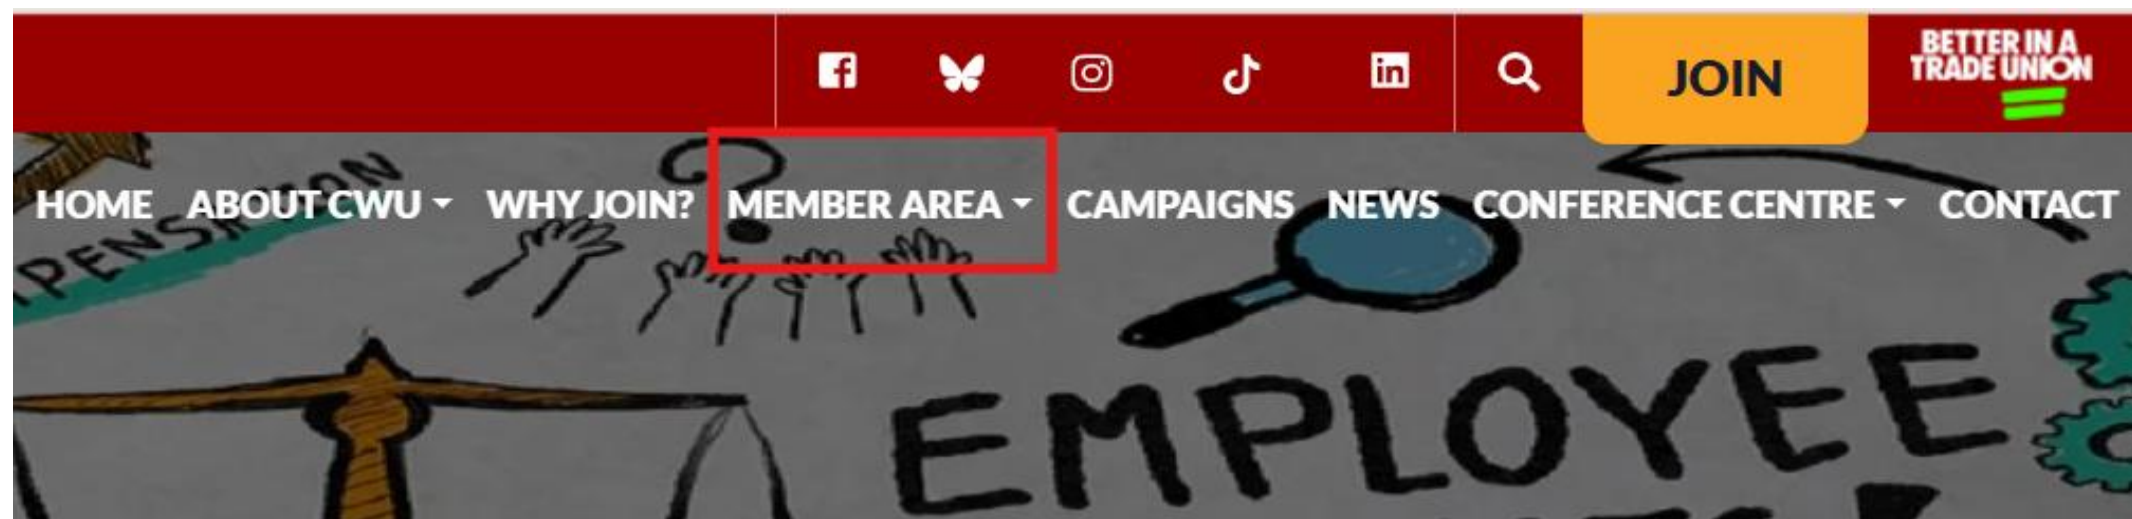 JOIN
BETTER IN A
TRADE UNION
HOME ABOUT CWU WHY JOIN? MEMBER AREA CAMPAIGNS NEWS CONFERENCE CENTRE CONTACT
EMPLOYEE